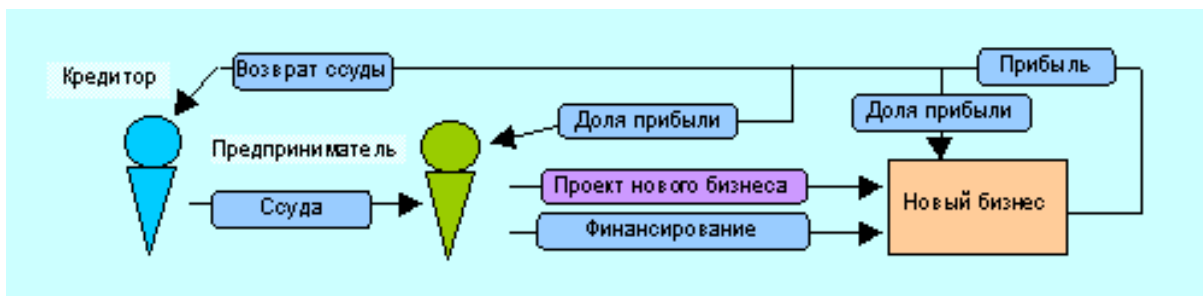 Возврат ссуды
Прибыль
Кредитор
Доля прибыли
Доля прибыли
Предприниматель
Проект нового бизнеса
Новый бизнес
Ссуда
Финансирование